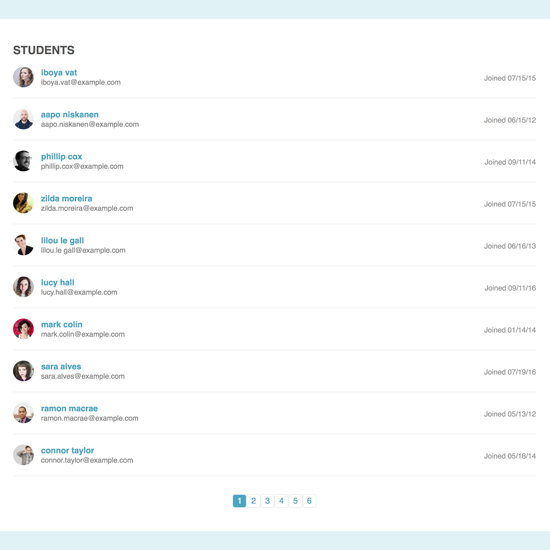 STUDENTS
iboya vat
iboya.vat@example.com
Joined 07/15/15
aapo niskanen
aapo.niskanen@example.com
Joined 06/15/12
phillip cox
phillip.cox@example.com
Joined 09/11/14
zilda moreira
zilda.moreira@example.com
Joined 07/15/15
lilou le gall
lilou.le gall@example.com
Joined 06/16/13
lucy hall
lucy.hall@example.com
Joined 09/11/16
mark colin
mark.colin@example.com
Joined 01/14/14
sara alves
sara.alves@example.com
Joined 07/19/16
ramon macrae
ramon.macrae@example.com
Joined 05/13/12
connor taylor
connor.taylor@example.com
Joined 05/18/14
1 2 3 4 5 6